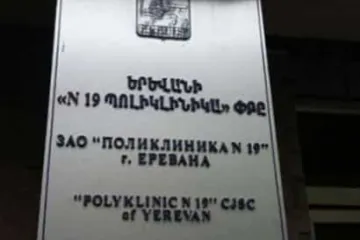 ԵՐԵՎԱՆԻ
«N 19 ՊՈԼԻԿԼԻՆԻԿԱ» ՓԲԸ
ЗАО "ПОЛИКЛИНИКА N 19"
г. ЕРЕВАНА
"POLYKLINIC N 19" CJSC
of YEREVAN